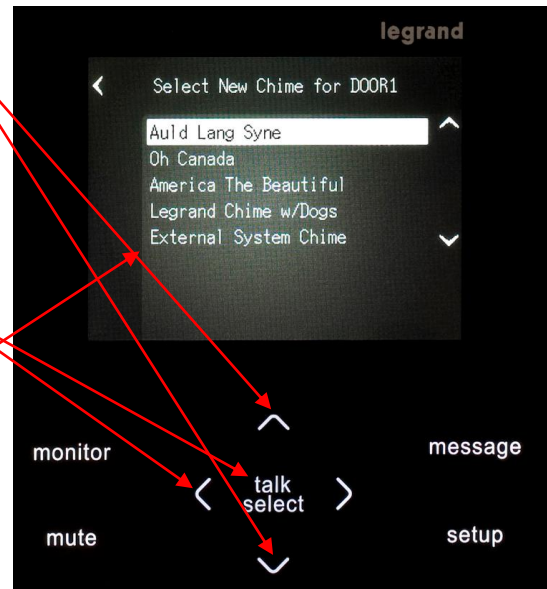 legrand
Select New Chime for DOOR1
Auld Lang Syne
Oh Canada
America The Beautiful
Legrand Chime w/Dogs
External System Chime
monitor
message
talk
select
mute
setup